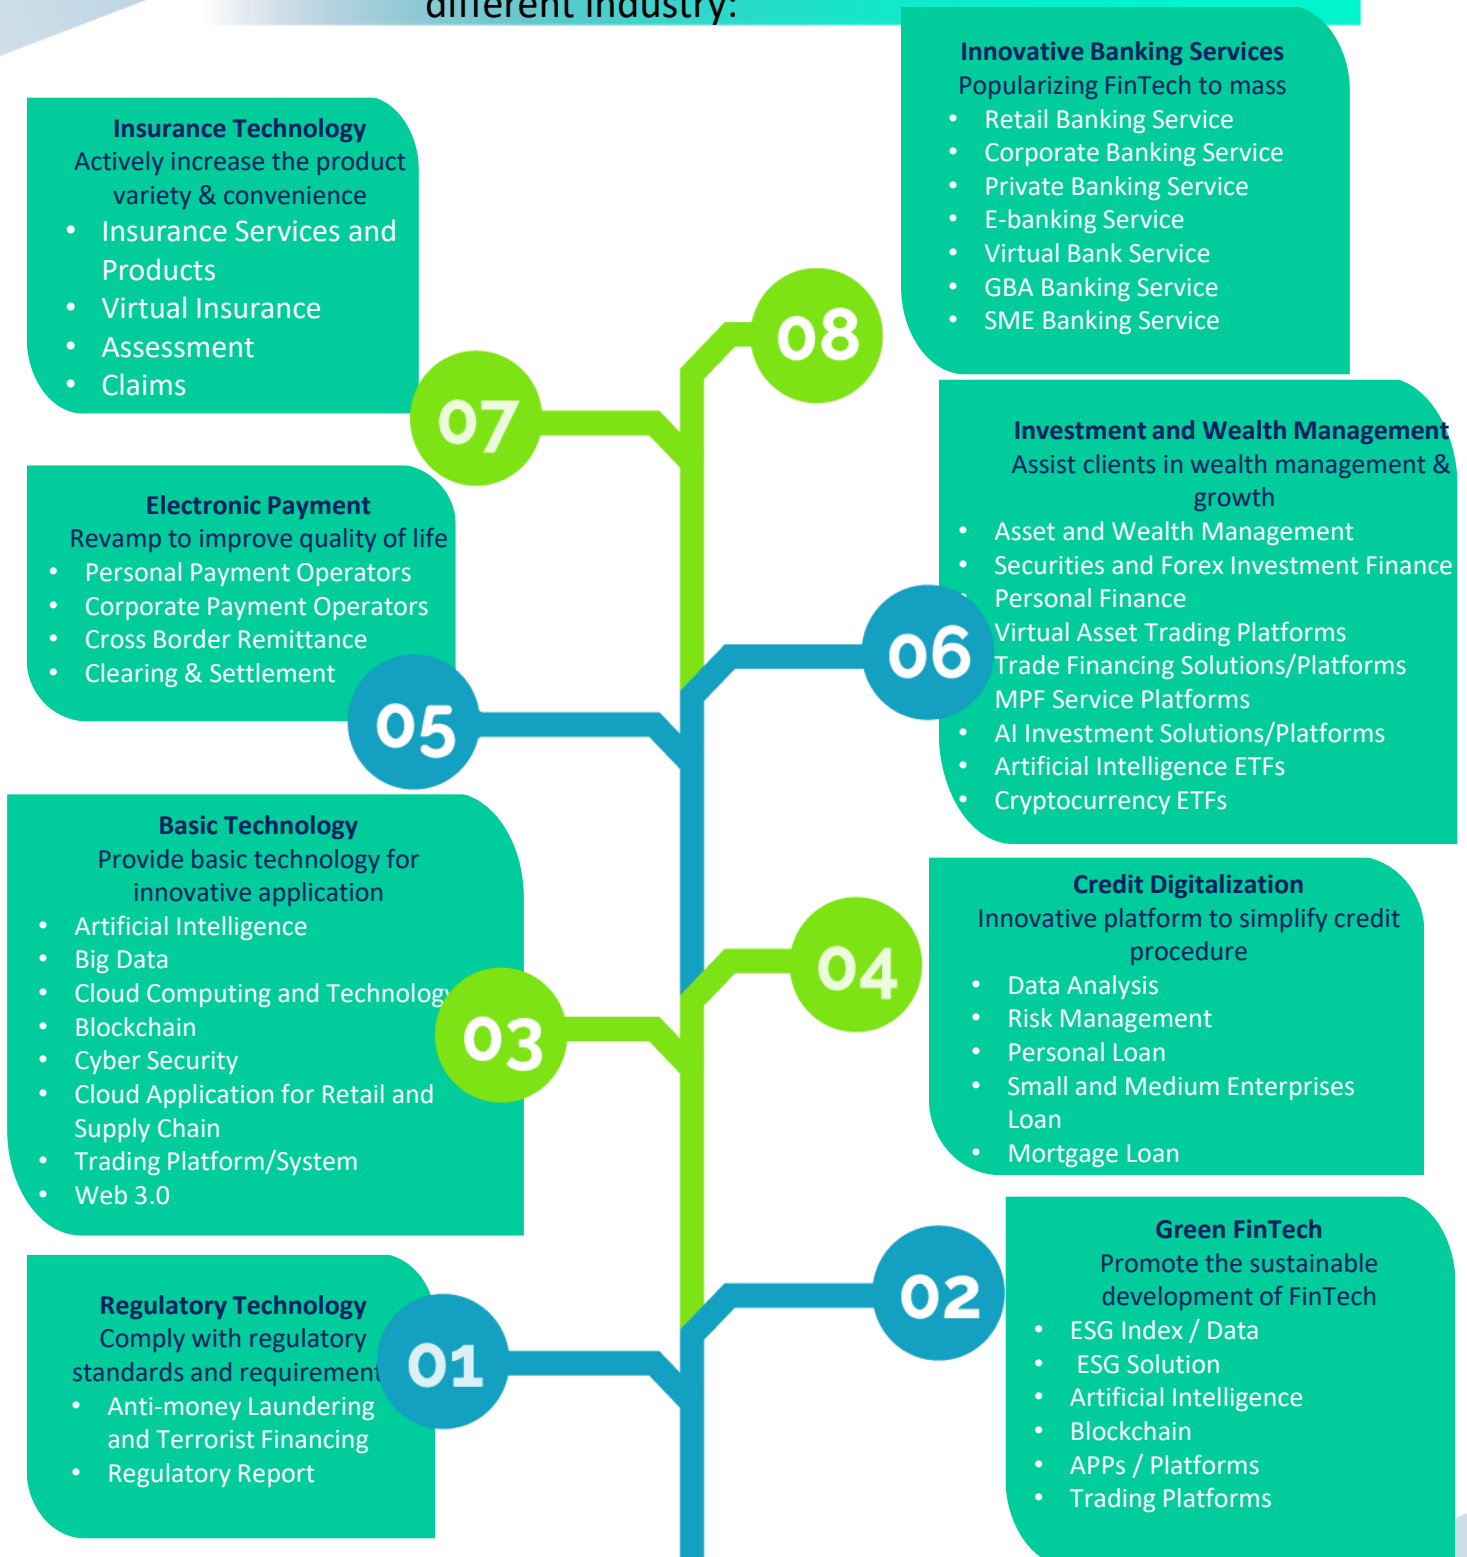 different industry:
Innovative Banking Services
Popularizing FinTech to mass
• Retail Banking Service
• Corporate Banking Service
• Private Banking Service
• E-banking Service
• Virtual Bank Service
• GBA Banking Service
• SME Banking Service
08
Insurance Technology
Actively increase the product
variety & convenience
• Insurance Services and
Products
• Virtual Insurance
• Assessment
• Claims
07
Investment and Wealth Management
Assist clients in wealth management &
growth
• Asset and Wealth Management
• Securities and Forex Investment Finance
• Personal Finance
Virtual Asset Trading Platforms
Trade Financing Solutions/Platforms
MPF Service Platforms
• AI Investment Solutions/Platforms
• Artificial Intelligence ETFs
• Cryptocurrency ETFs
06
Electronic Payment
Revamp to improve quality of life
• Personal Payment Operators
• Corporate Payment Operators
• Cross Border Remittance
• Clearing & Settlement
05
Credit Digitalization
Innovative platform to simplify credit
procedure
• Data Analysis
• Risk Management
• Personal Loan
• Small and Medium Enterprises
Loan
• Mortgage Loan
04
Basic Technology
Provide basic technology for
innovative application
• Artificial Intelligence
• Big Data
• Cloud Computing and Technology
• Blockchain
• Cyber Security
• Cloud Application for Retail and
Supply Chain
• Trading Platform/System
• Web 3.0
03
Green FinTech
Promote the sustainable
development of FinTech
• ESG Index / Data
• ESG Solution
• Artificial Intelligence
• Blockchain
• APPs / Platforms
• Trading Platforms
02
Regulatory Technology
Comply with regulatory
standards and requirement
• Anti-money Laundering
and Terrorist Financing
• Regulatory Report
01